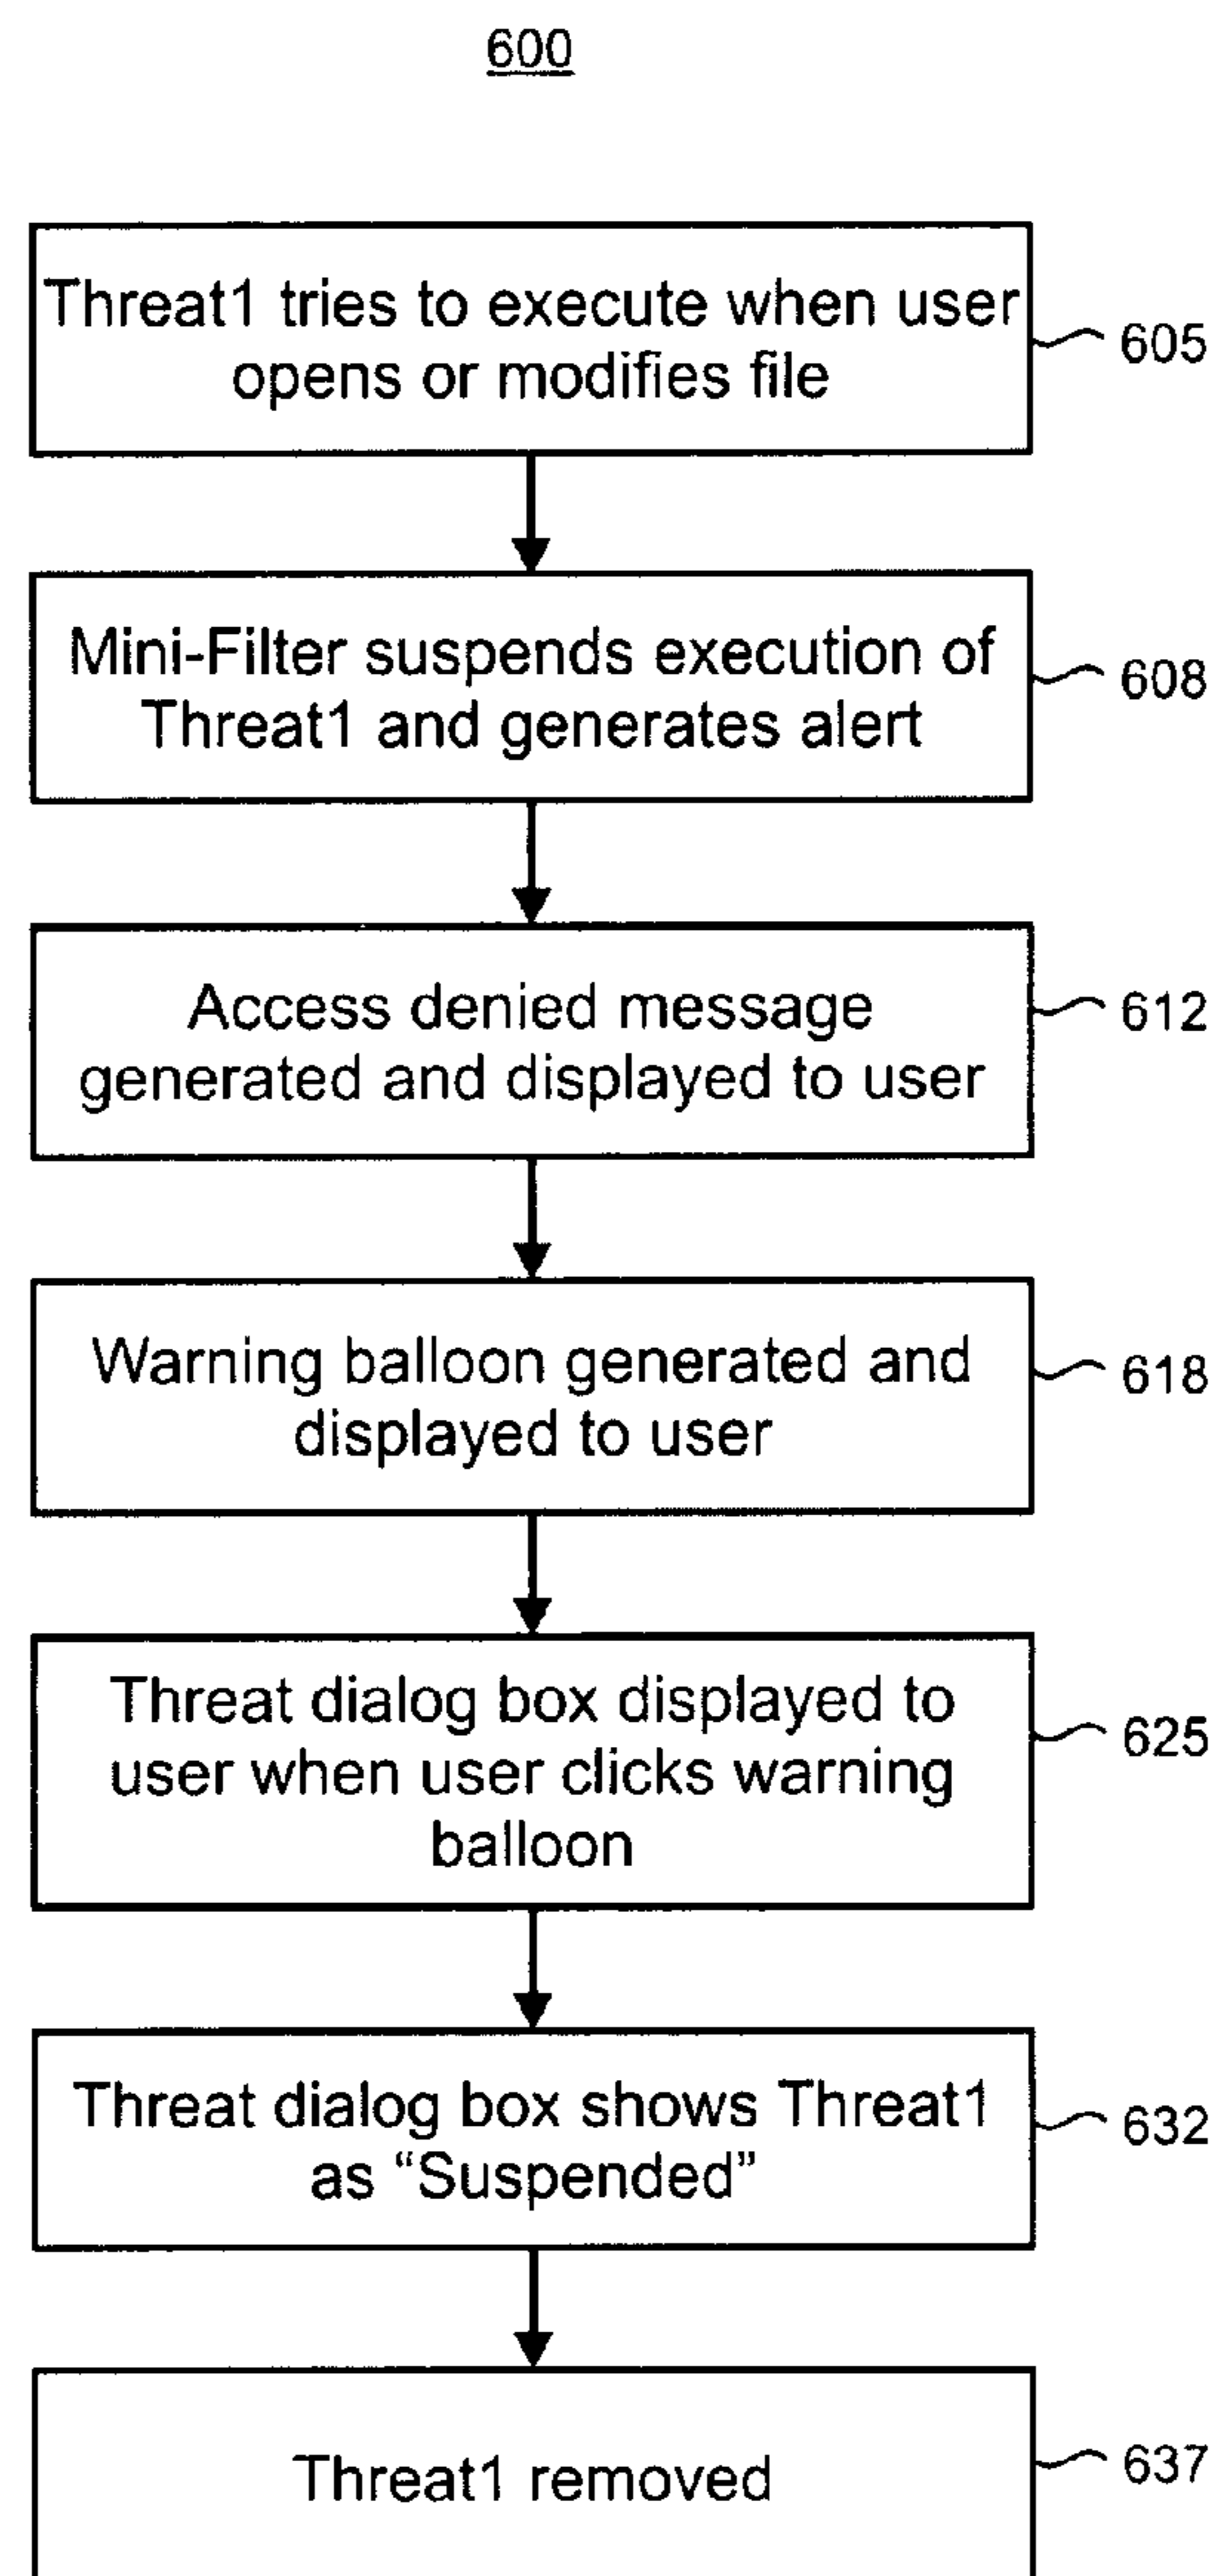 600
Threat1 tries to execute when user
opens or modifies file
605
Mini-Filter suspends execution of
Threat1 and generates alert
608
Access denied message
generated and displayed to user
612
Warning balloon generated and
displayed to user
618
Threat dialog box displayed to
user when user clicks warning
balloon
625
Threat dialog box shows Threat1
as “Suspended”
632
Threat1 removed
637